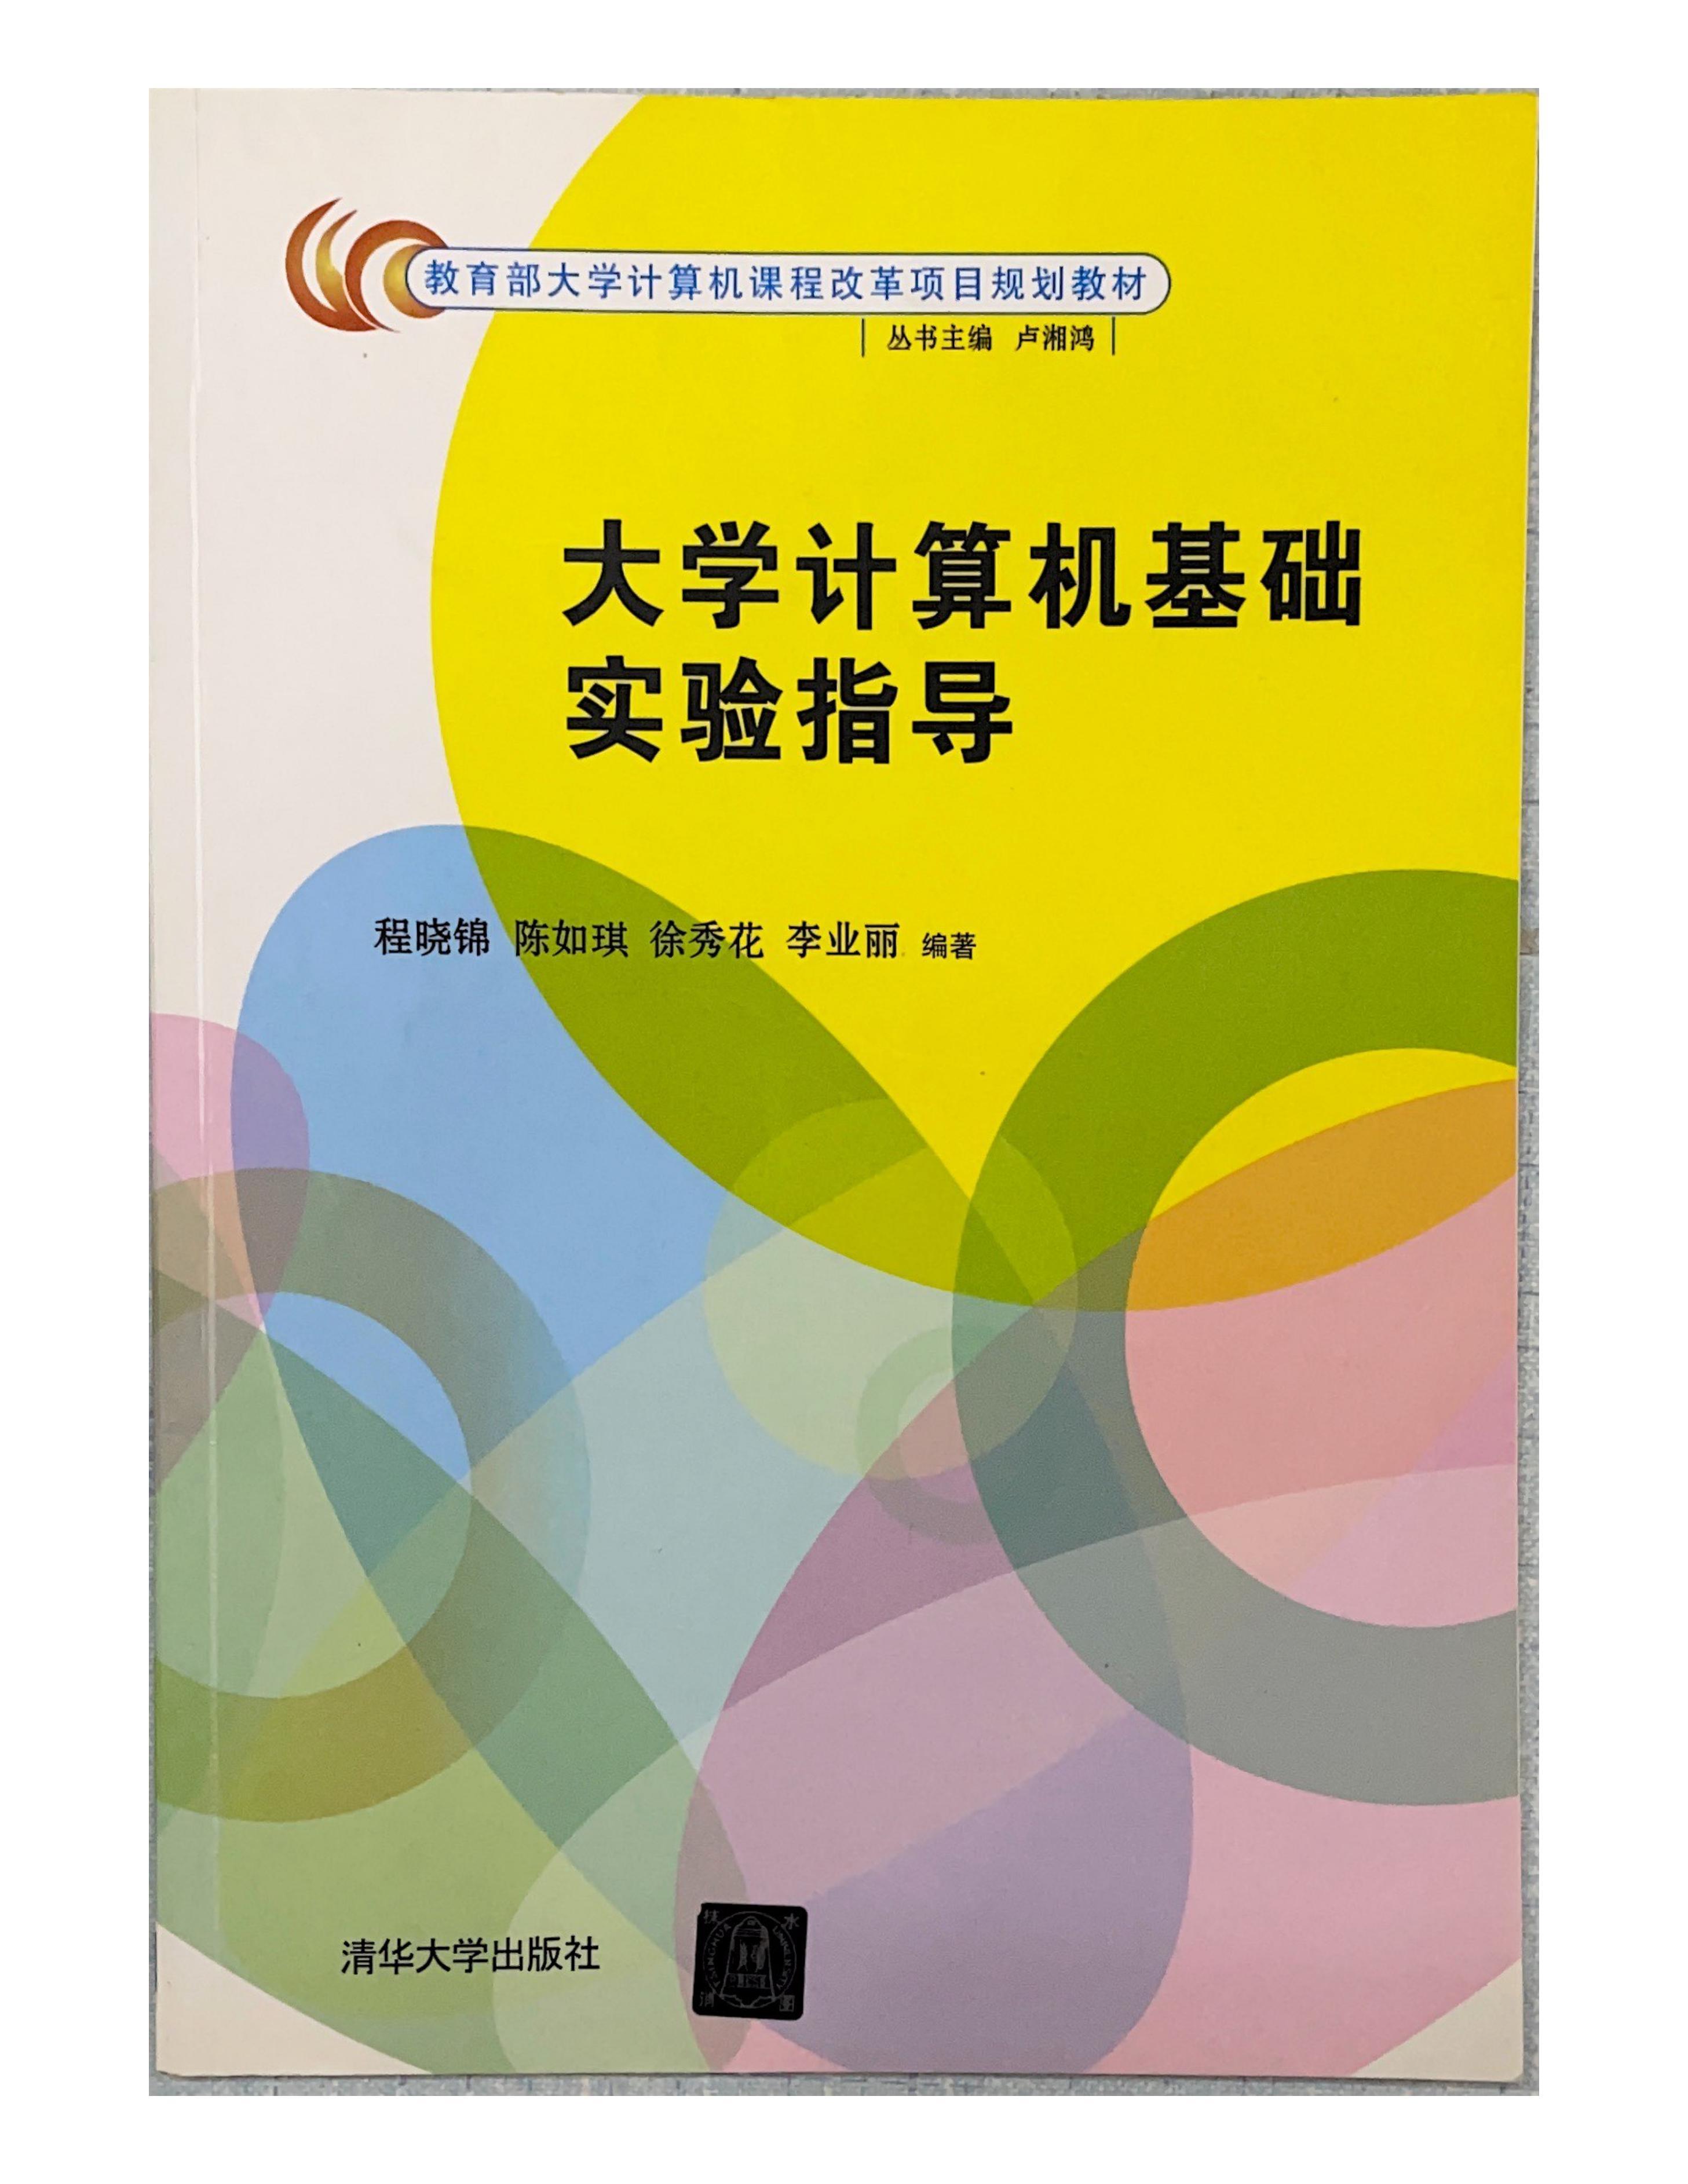 教育部大学计算机课程改革项目规划教材
丛书主编 卢湘鸿
大学计算机基础
实验指导
程晓锦 陈如琪 徐秀花 李业丽 编著
清华大学出版社